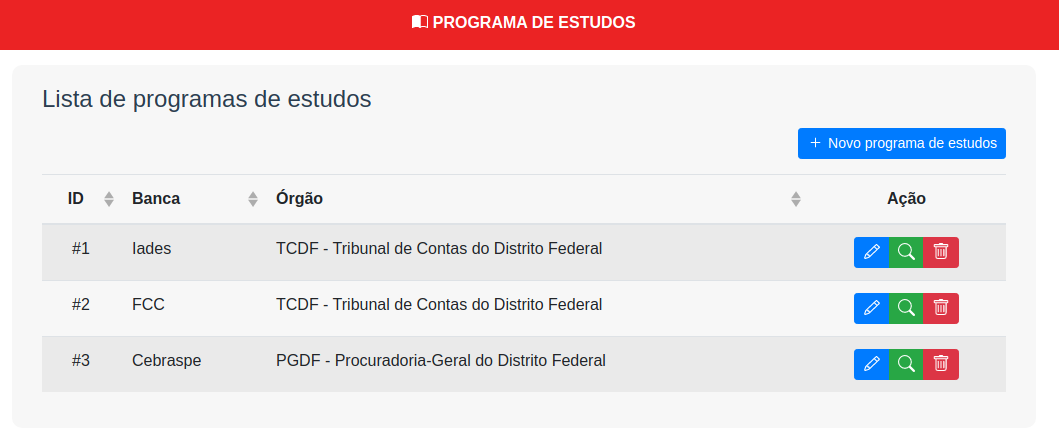 PROGRAMA DE ESTUDOS
Lista de programas de estudos
+ Novo programa de estudos
ID Banca Órgão Ação
#1 Iades TCDF - Tribunal de Contas do Distrito Federal
#2 FCC TCDF - Tribunal de Contas do Distrito Federal
#3 Cebraspe PGDF - Procuradoria-Geral do Distrito Federal